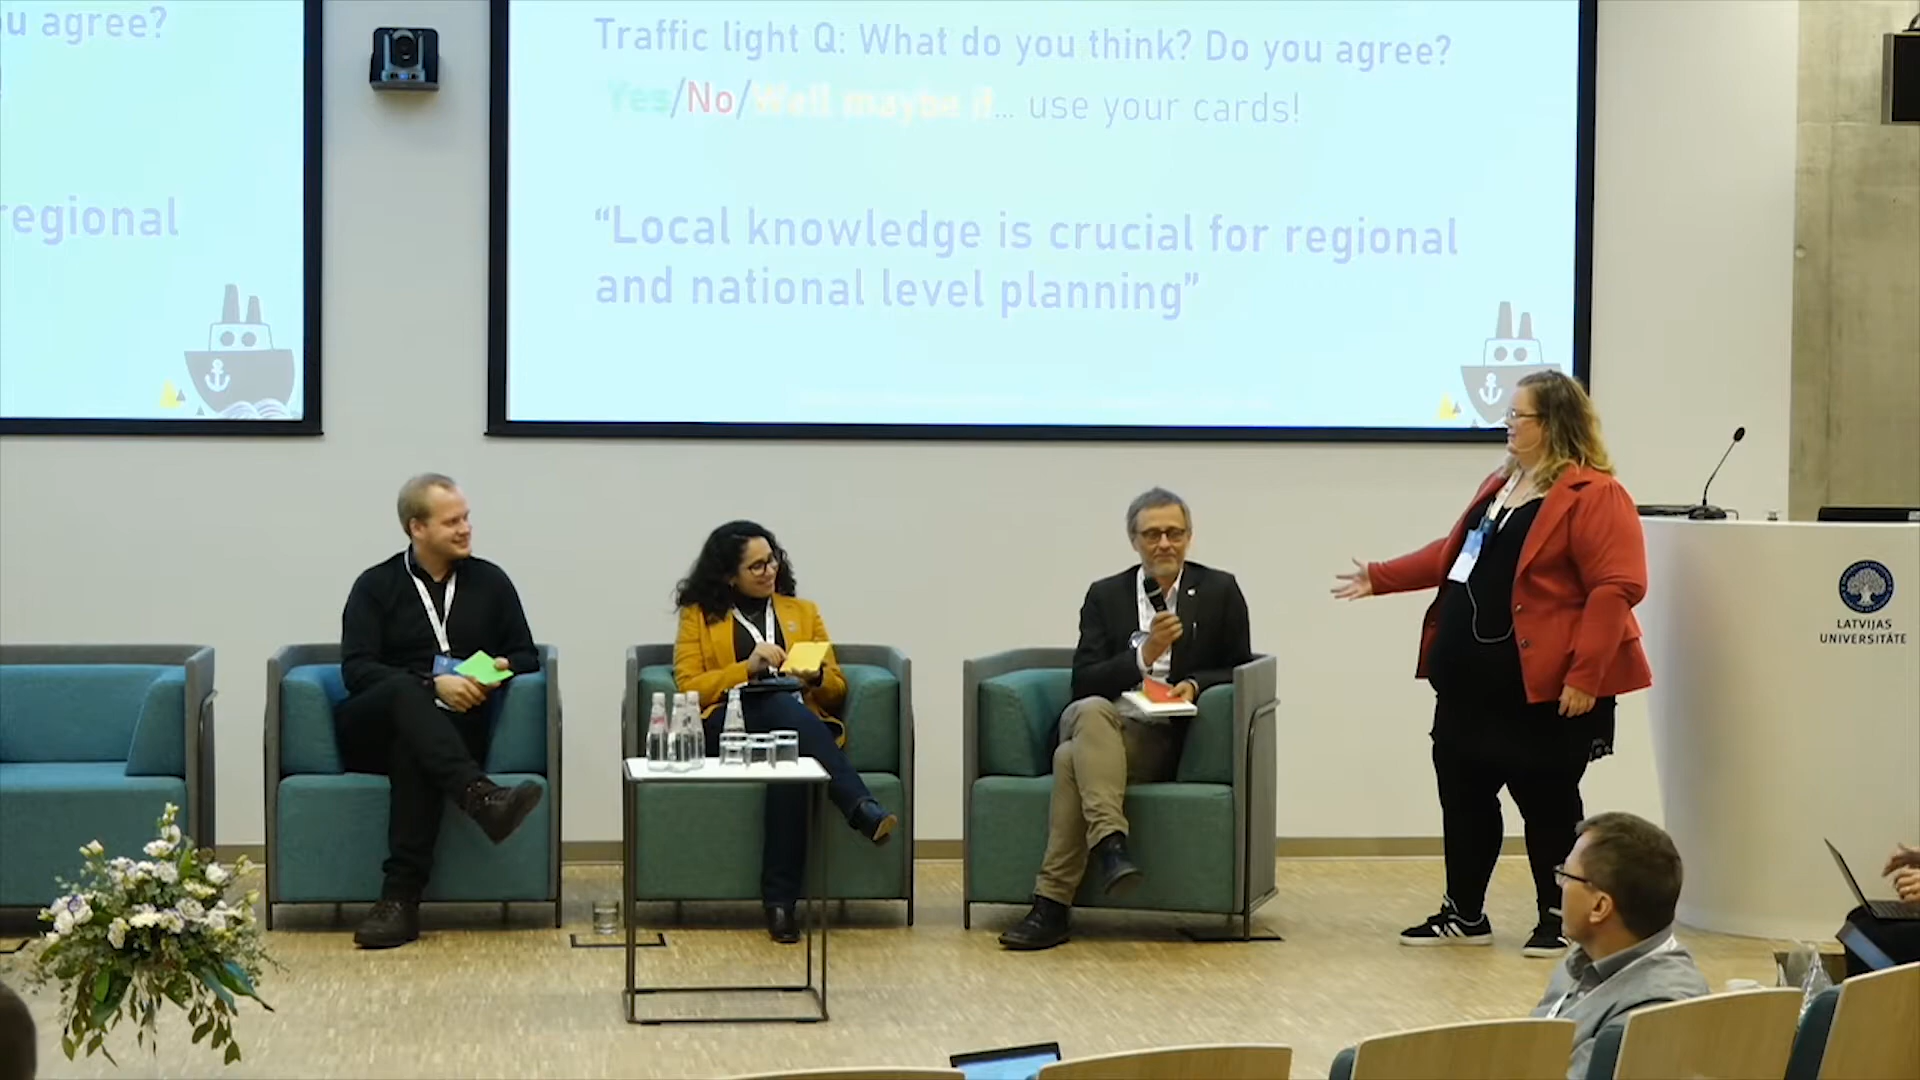 u agree?
regional
Traffic light Q: What do you think? Do you agree?
Yes/No/Well maybe if... use your cards!
“Local knowledge is crucial for regional
and national level planning”
LATVIJAS
UNIVERSITĀTE